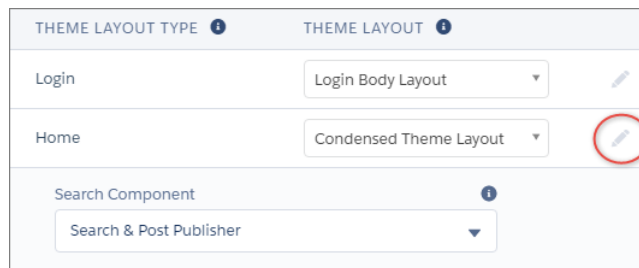 THEME LAYOUT TYPE THEME LAYOUT
Login Login Body Layout
Home Condensed Theme Layout
Search Component
Search & Post Publisher